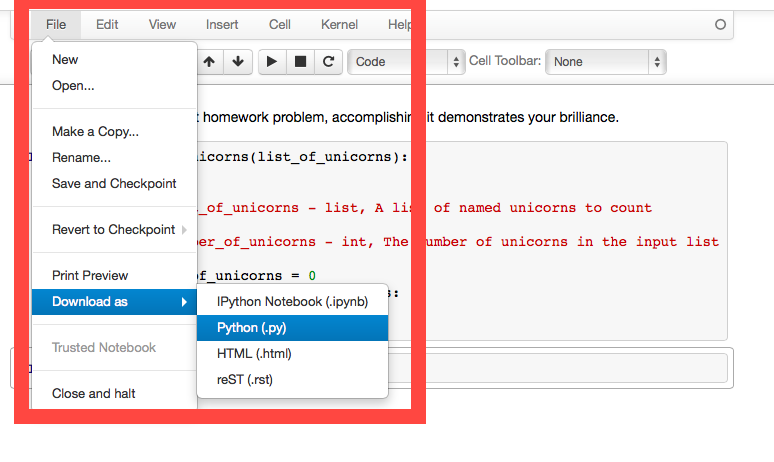 File Edit View Insert Cell Kernel Help
Code Cell Toolbar: None
New
Open...
Make a Copy...
Rename...
Save and Checkpoint
Revert to Checkpoint
Print Preview
Download as
Trusted Notebook
Close and halt
IPython Notebook (.ipynb)
Python (.py)
HTML (.html)
reST (.rst)
homework problem, accomplishing it demonstrates your brilliance.
icorns(list_of_unicorns):
_of_unicorns - list, A list of named unicorns to count
er_of_unicorns - int, The number of unicorns in the input list
f_unicorns = 0